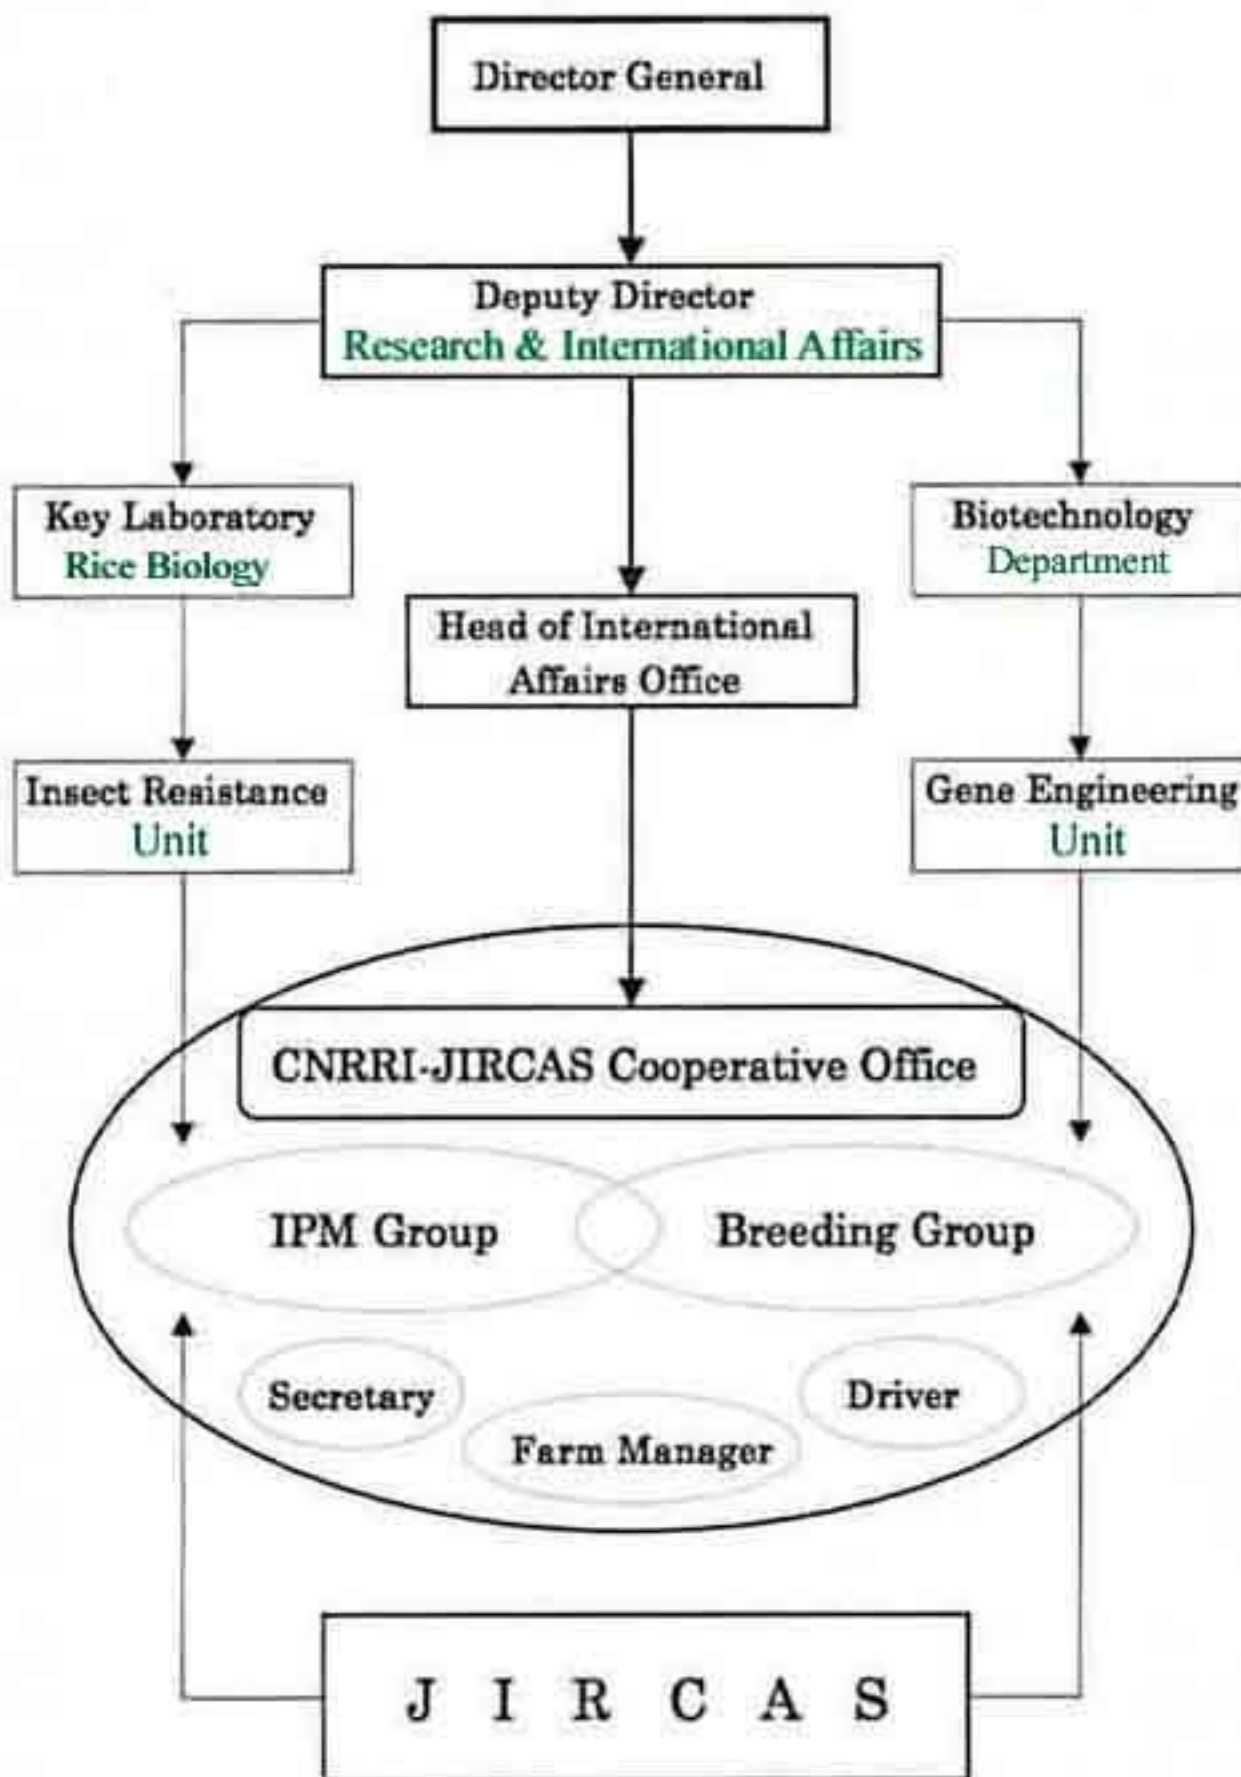 Director General
Deputy Director
Research & International Affairs
Key Laboratory
Rice Biology
Biotechnology
Department
Head of International
Affairs Office
Insect Resistance
Unit
Gene Engineering
Unit
CNRRI-JIRCAS Cooperative Office
IPM Group
Breeding Group
Secretary
Driver
Farm Manager
J I R C A S